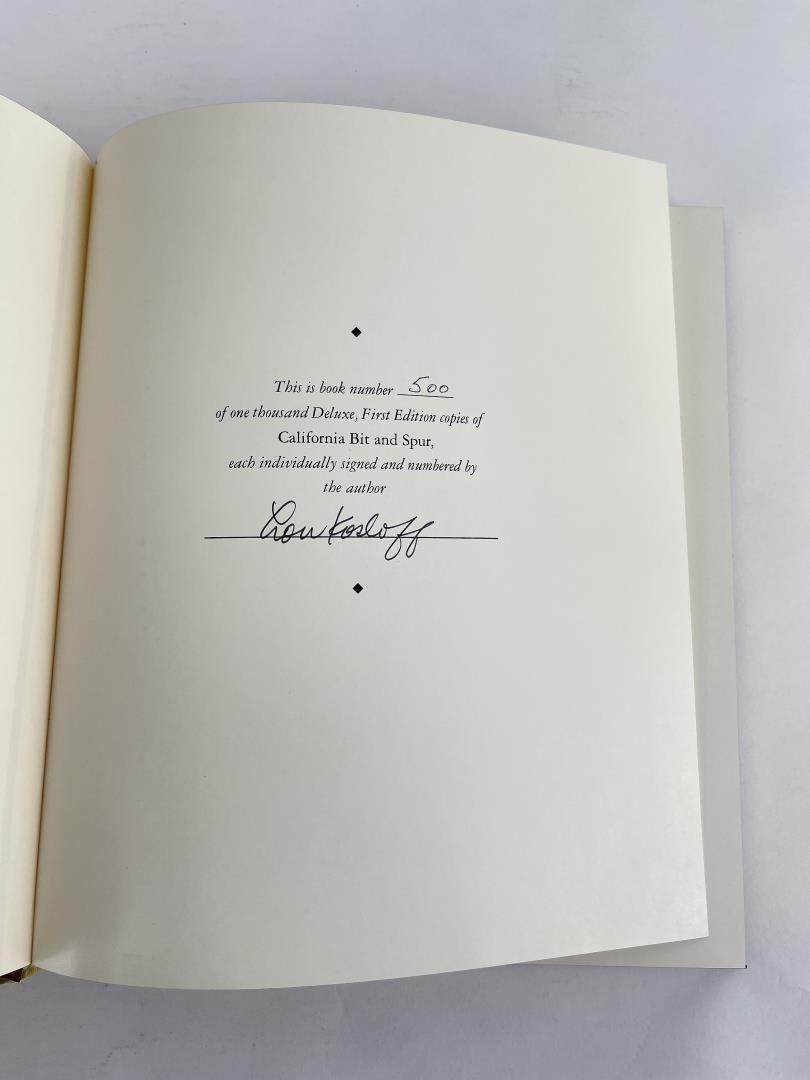 This is book number 500
of one thousand Deluxe, First Edition copies of
California Bit and Spur,
each individually signed and numbered by
the author
Kosloff